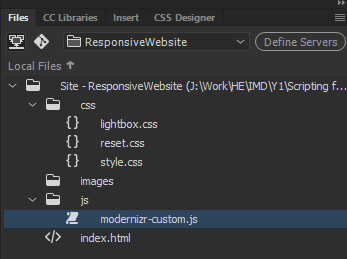 Files CC Libraries Insert CSS Designer
ResponsiveWebsite Define Servers
Local Files ↑
Site - ResponsiveWebsite (J:\Work\HE\IMD\Y1\Scripting f...
css
lightbox.css
reset.css
style.css
images
js
modernizr-custom.js
index.html